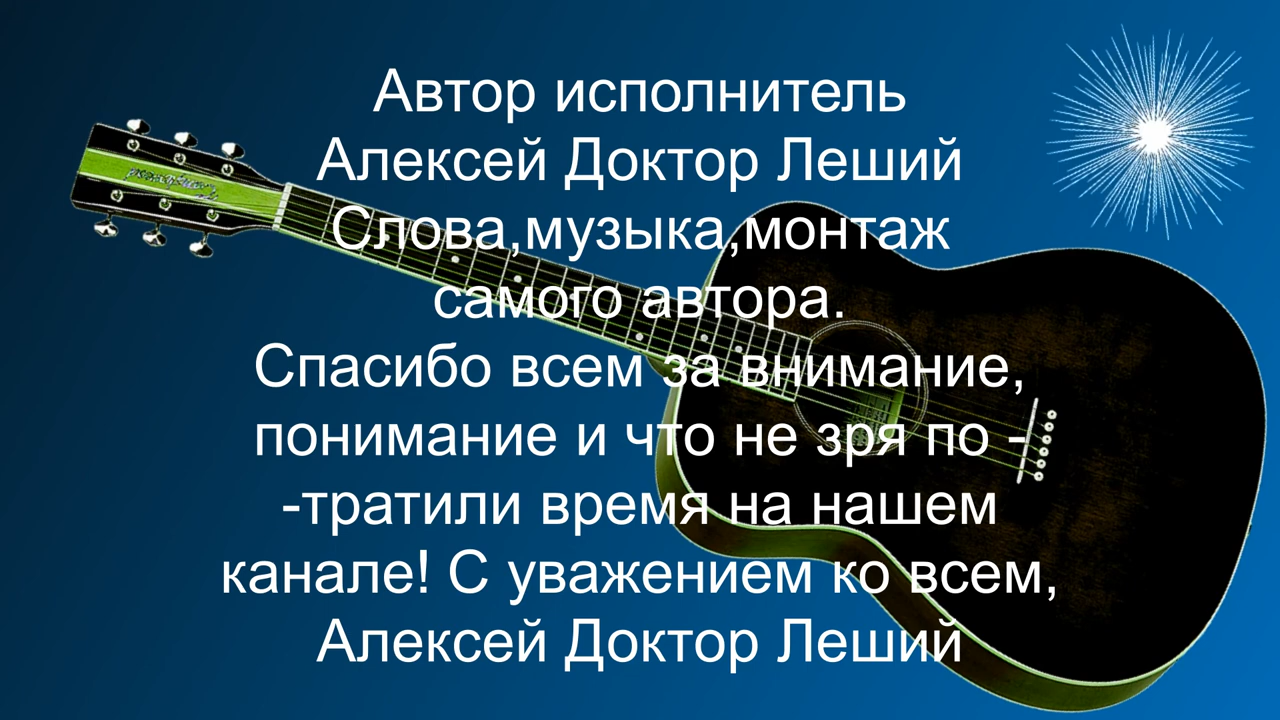 Автор исполнитель
Алексей Доктор Леший
Слова,музыка,монтаж
самого автора.
Спасибо всем за внимание,
понимание и что не зря по -
-тратили время на нашем
канале! С уважением ко всем,
Алексей Доктор Леший